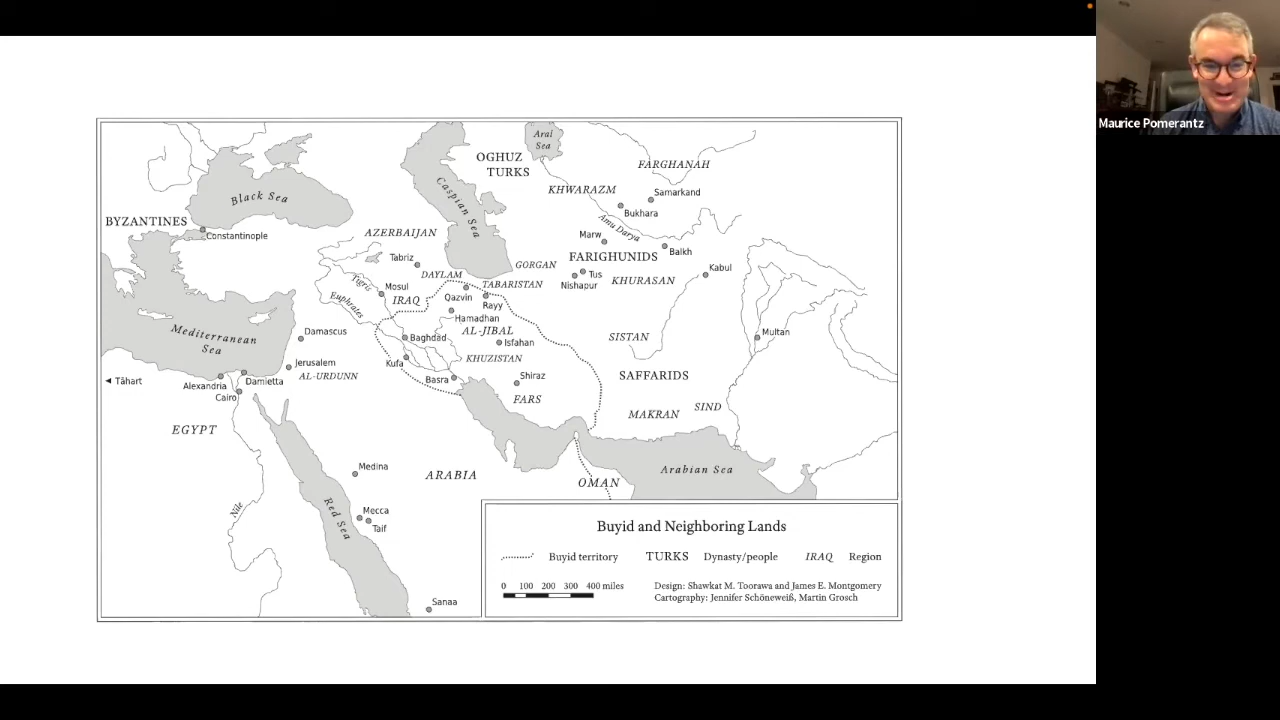 Maurice Pomerantz
Aral
Sea
OGHUZ
TURKS
FARGHANAH
KHWARAZM
Samarkand
Bukhara
Caspian Sea
Black Sea
BYZANTINES
Constantinople
AZERBAIJAN
Amu Darya
Marw
Balkh
Tabriz
GORGAN
FARIGHUNIDS
DAYLAM
Tus
Kabul
Nishapur
KHURASAN
TABARISTAN
Tigris
Mosul
Qazvin
IRAQ
Rayy
Euphrates
Hamadhan
Mediterranean
Sea
Damascus
AL-JIBAL
Baghdad
Isfahan
SISTAN
Multan
KHUZISTAN
Jerusalem
Kufa
AL-URDUNN
Basra
Shiraz
SAFFARIDS
Tāhart
Alexandria
Damietta
Cairo
FARS
SIND
MAKRAN
EGYPT
Medina
ARABIA
Arabian Sea
OMAN
Nile
Red Sea
Mecca
Taif
Sanaa
Buyid and Neighboring Lands
Buyid territory TURKS Dynasty/people IRAQ Region
0 100 200 300 400 miles
Design: Shawkat M. Toorawa and James E. Montgomery
Cartography: Jennifer Schöneweiß, Martin Grosch